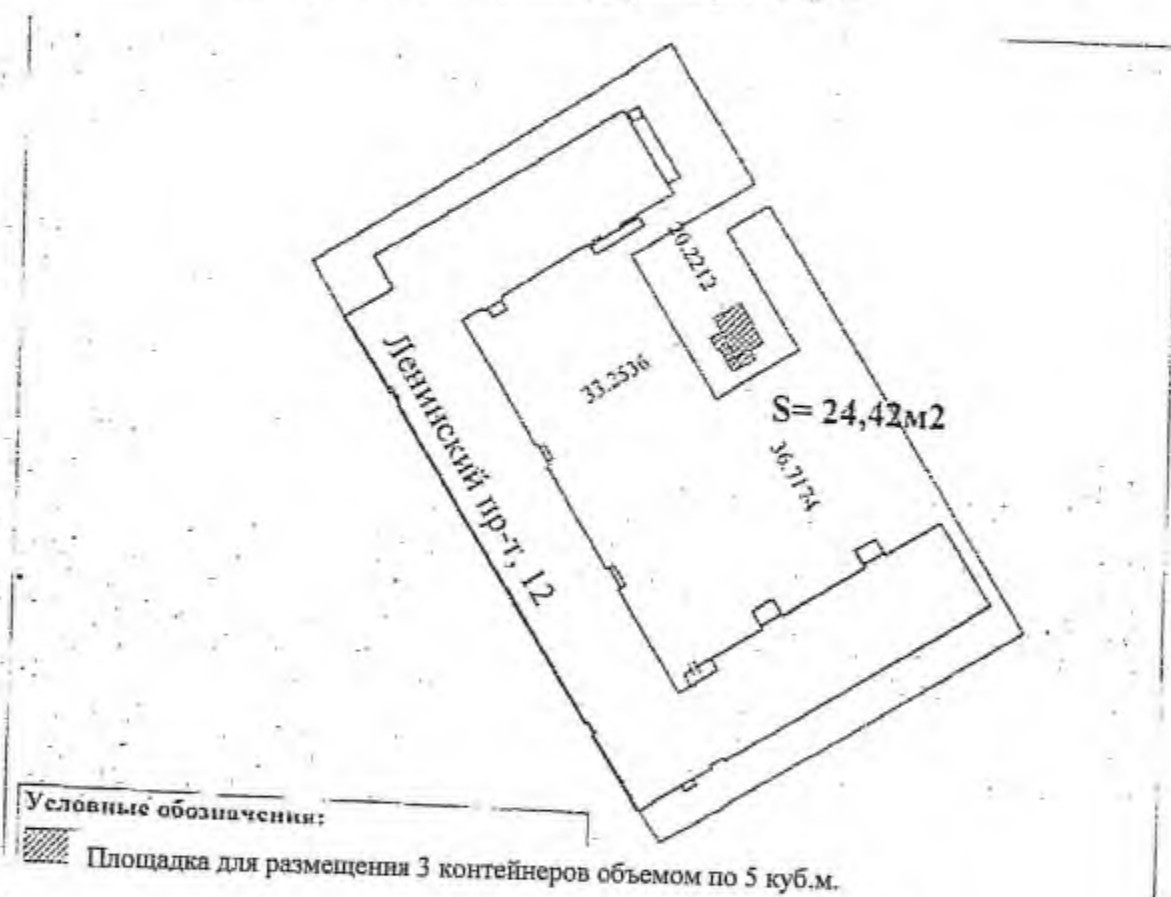 20.2212
33.2536
Ленинский пр-т, 12
S= 24,42м2
36.7174
Условные обозначения:
Площадка для размещения 3 контейнеров объемом по 5 куб.м.